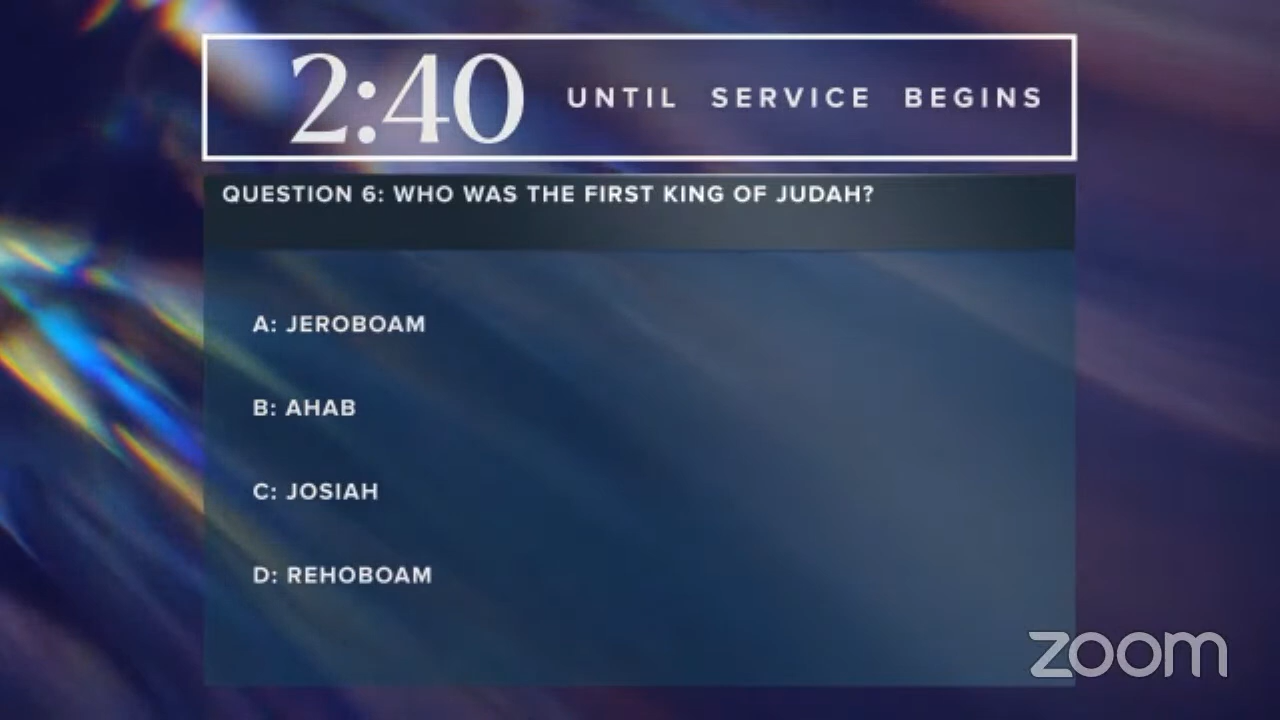 2:40 UNTIL SERVICE BEGINS
QUESTION 6: WHO WAS THE FIRST KING OF JUDAH?
A: JEROBOAM
B: AHAB
C: JOSIAH
D: REHOBOAM
zoom